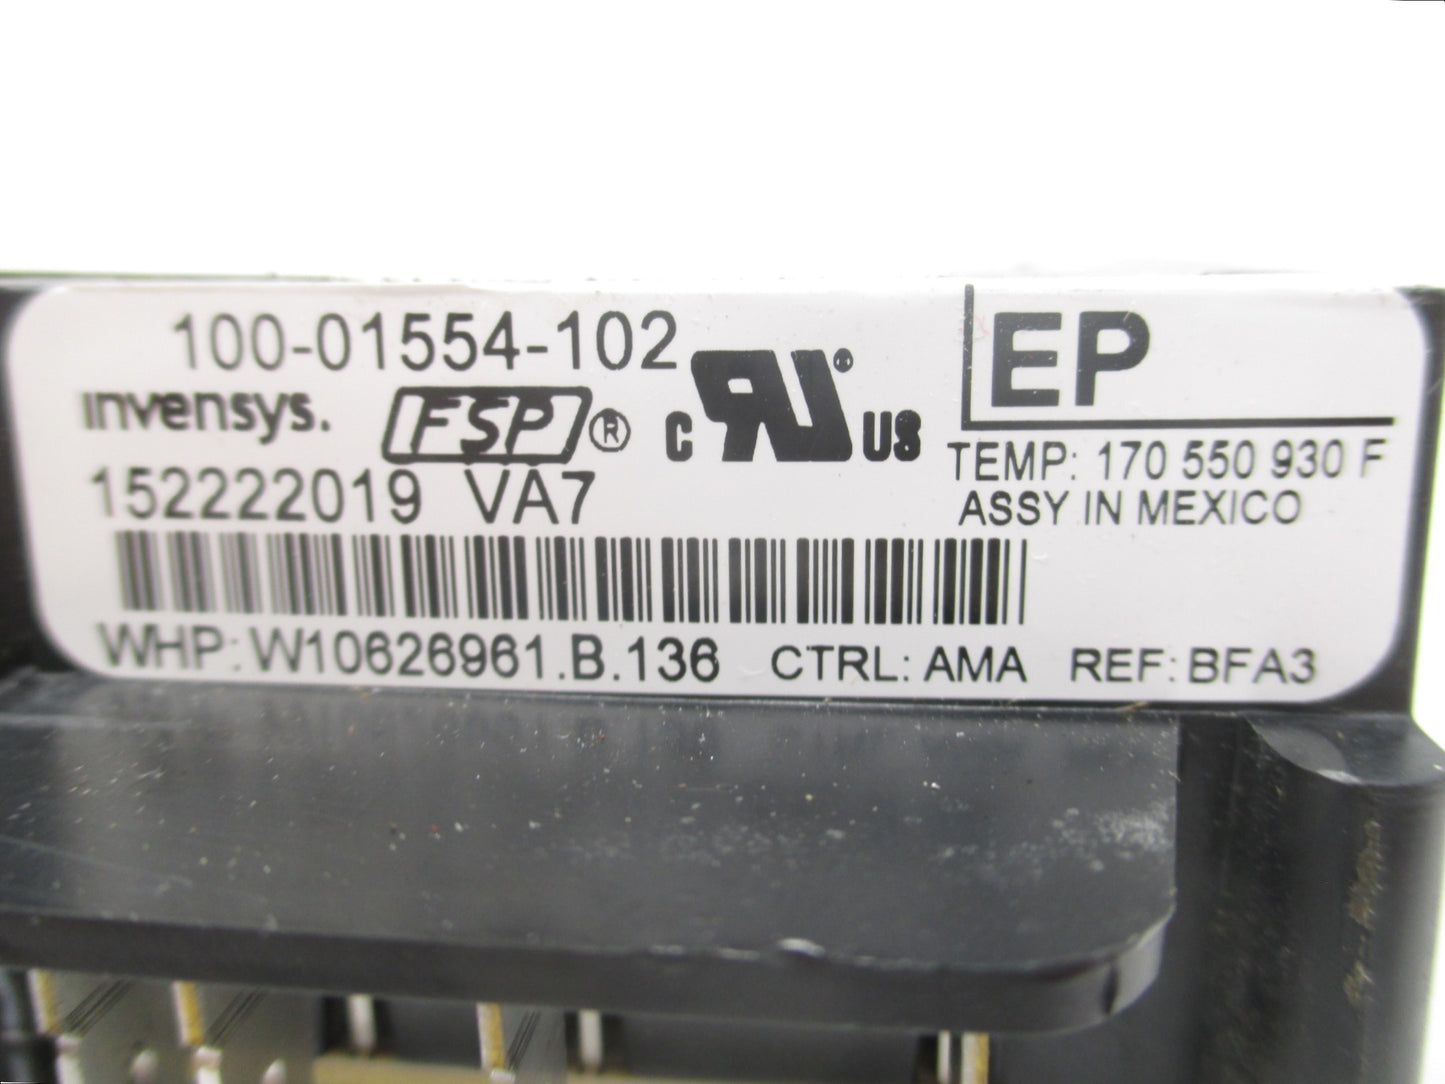 100-01554-102
invensys. FSP® C RU ® US
EP
152222019 VA7
TEMP: 170 550 930 F
ASSY IN MEXICO
WHP: W10626961.B.136 CTRL: AMA REF: BFA3